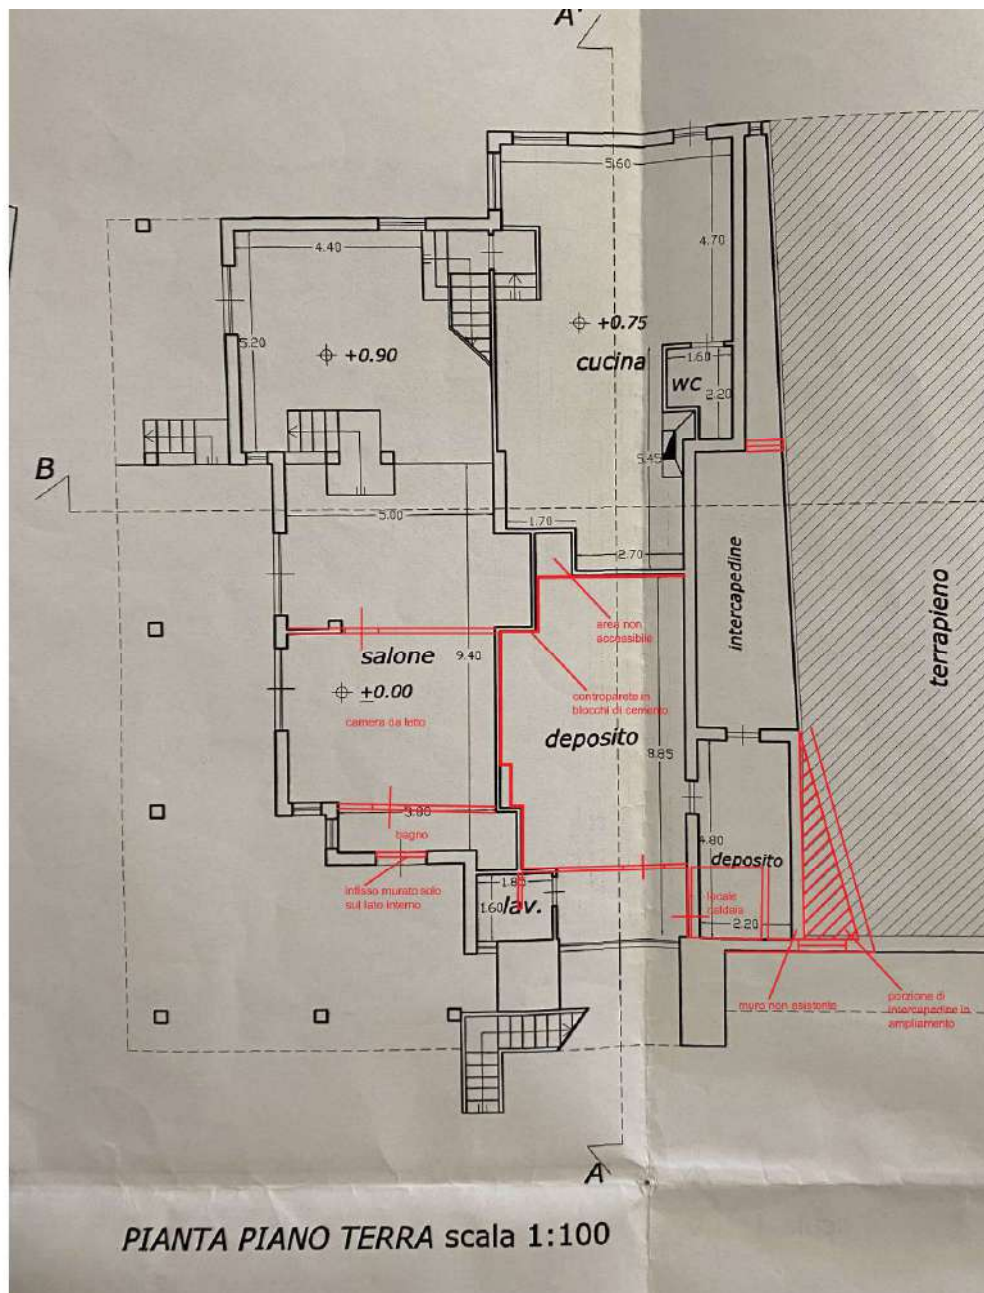 A'
5.60
4.40
4.70
+0.75
5.20
+0.90
cucina
1.60
wc
2.20
B
5.45
5.00
1.70
2.70
intercapedine
terrapieno
area non
accessibile
salone
9.40
+0.00
controparete in
blocchi di cemento
camera da letto
deposito
8.85
3.80
4.80
bagno
deposito
infisso murato solo
sul lato interno
1.80
1.60
lav.
locale
caldaia
2.20
muro non esistente
porzione di
intercapedine in
ampliamento
A
PIANTA PIANO TERRA scala 1:100